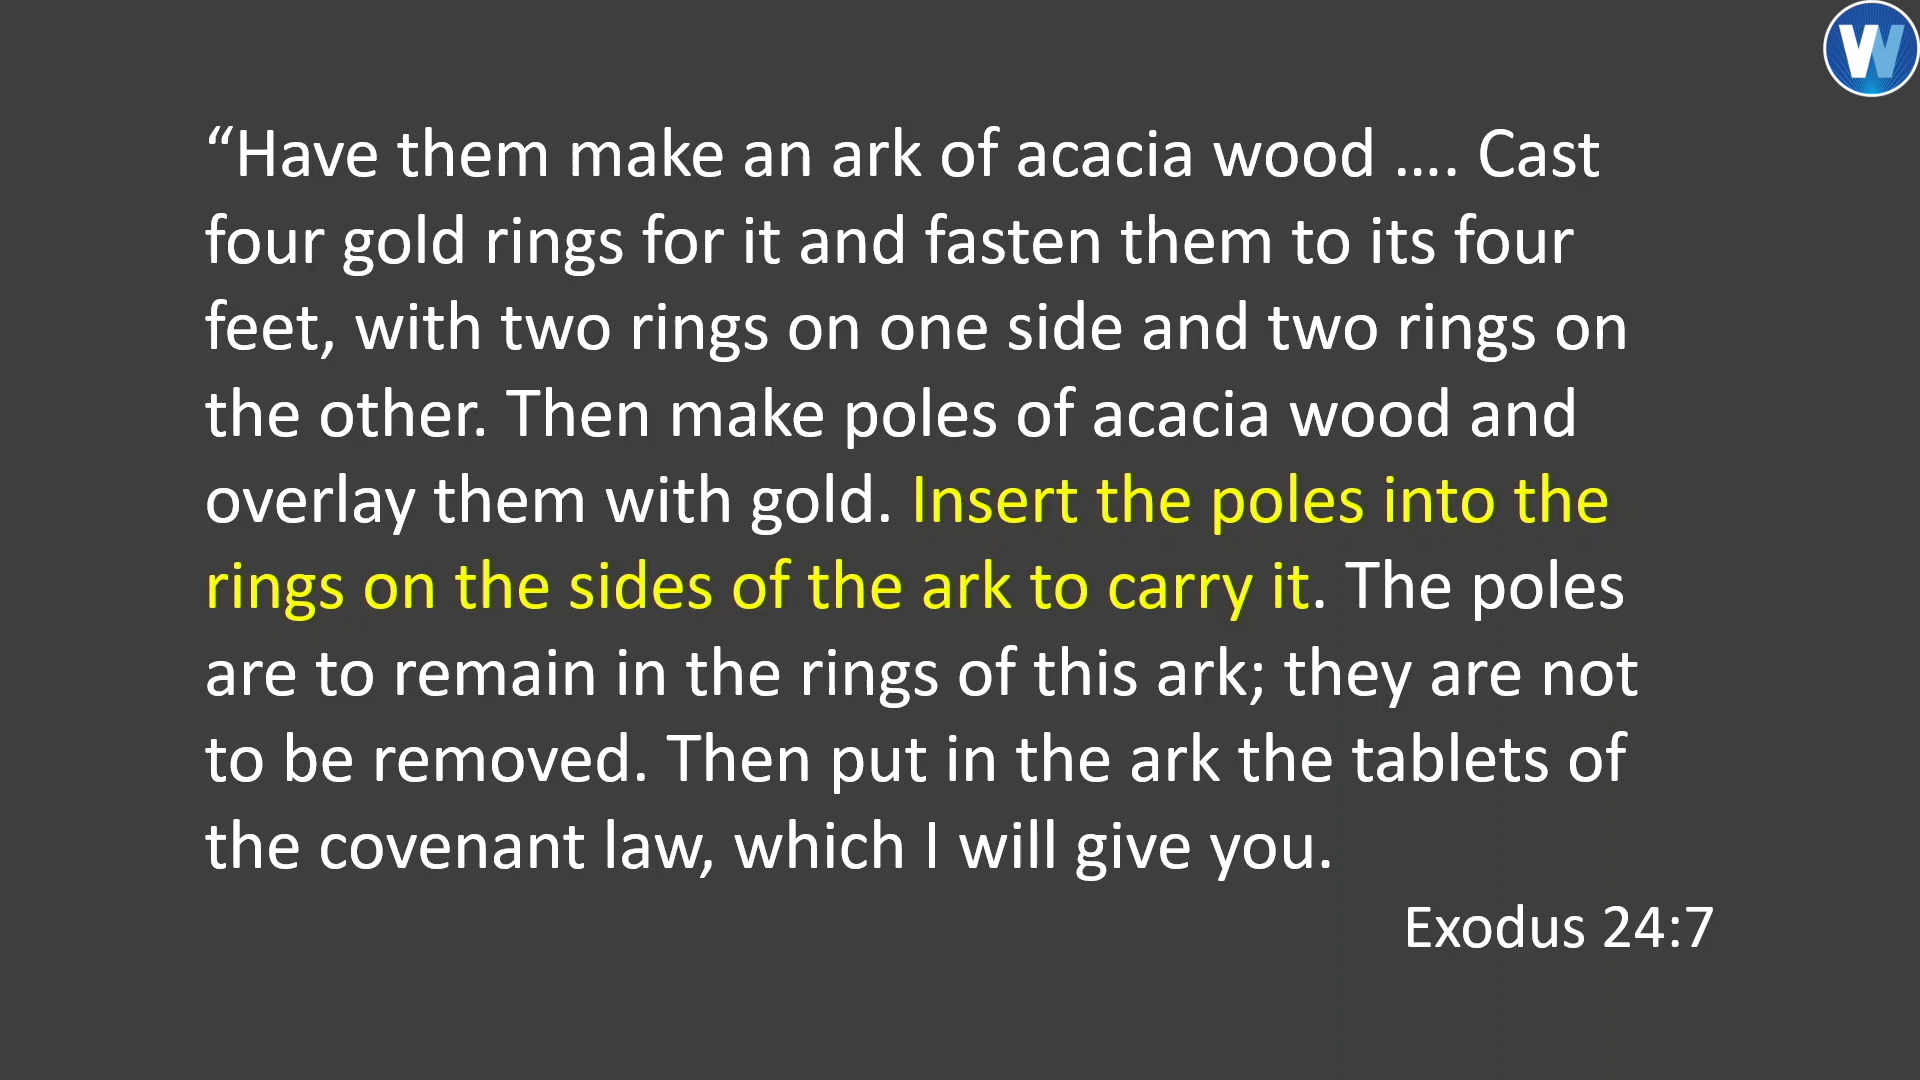 “Have them make an ark of acacia wood .... Cast
four gold rings for it and fasten them to its four
feet, with two rings on one side and two rings on
the other. Then make poles of acacia wood and
overlay them with gold. Insert the poles into the
rings on the sides of the ark to carry it. The poles
are to remain in the rings of this ark; they are not
to be removed. Then put in the ark the tablets of
the covenant law, which I will give you.
Exodus 24:7
W